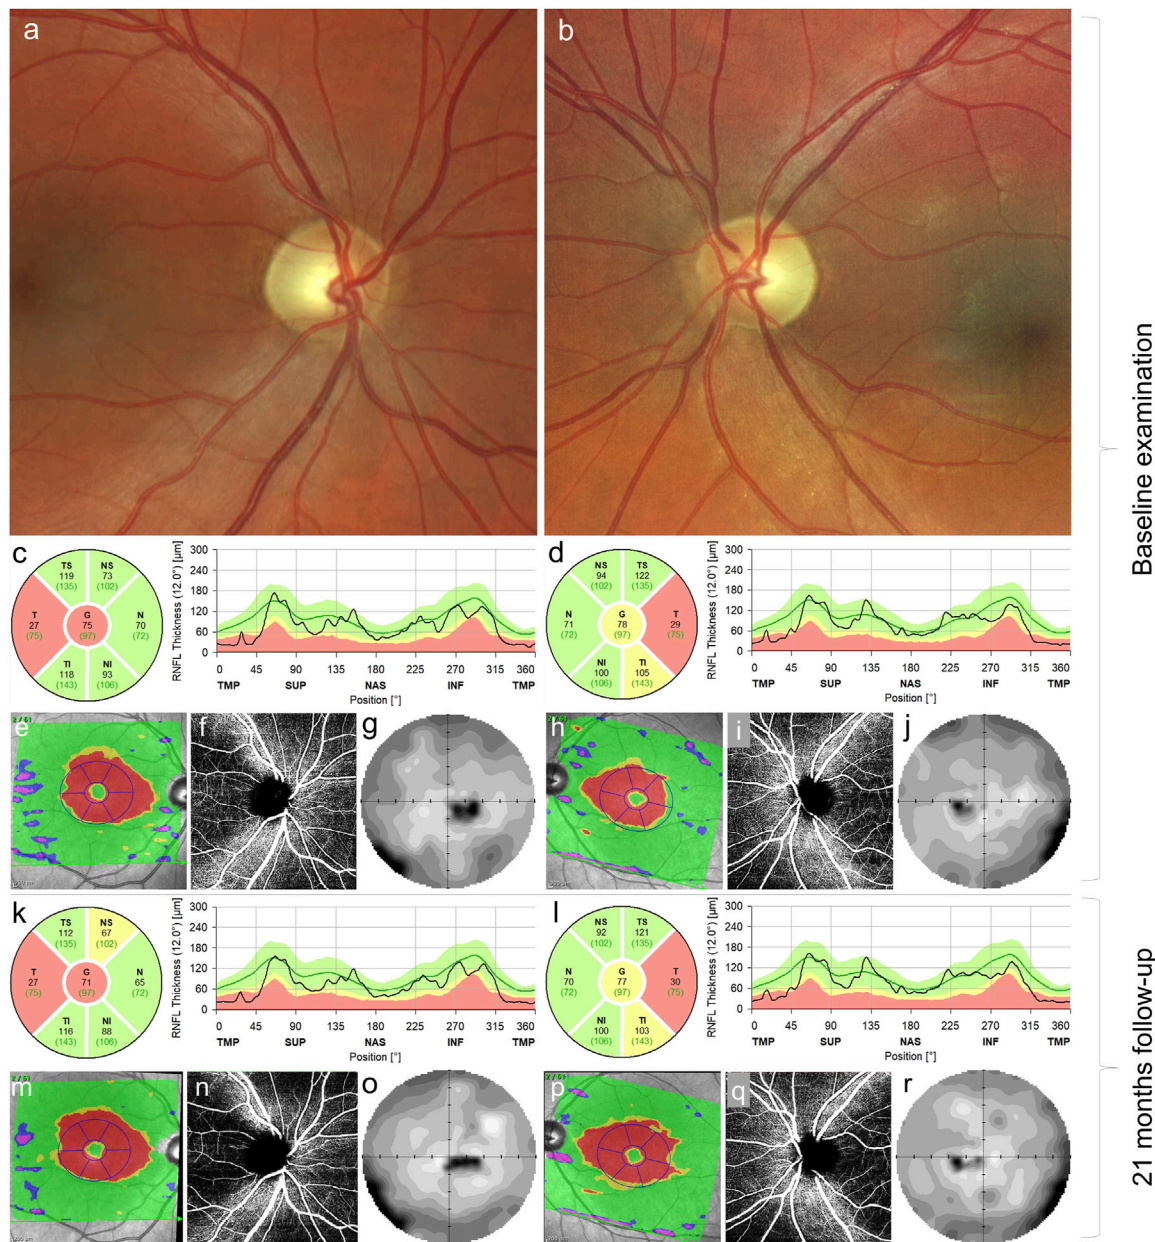 a
b
Baseline examination
c
TS
119
(135)
NS
73
(102)
T
27
(75)
G
75
(97)
N
70
(72)
TI
118
(143)
NI
93
(106)
RNFL Thickness (12.0°) [µm]
300
240
180
120
60
0
0 45 90 135 180 225 270 315 360
TMP SUP NAS INF TMP
Position [°]
d
NS
94
(102)
TS
122
(135)
N
71
(72)
G
78
(97)
T
29
(75)
NI
100
(106)
TI
105
(143)
RNFL Thickness (12.0°) [µm]
300
240
180
120
60
0
0 45 90 135 180 225 270 315 360
TMP SUP NAS INF TMP
Position [°]
e
f
g
h
i
j
k
TS
112
(135)
NS
67
(102)
T
27
(75)
G
71
(97)
N
65
(72)
TI
116
(143)
NI
88
(106)
RNFL Thickness (12.0°) [µm]
300
240
180
120
60
0
0 45 90 135 180 225 270 315 360
TMP SUP NAS INF TMP
Position [°]
l
NS
92
(102)
TS
121
(135)
N
70
(72)
G
77
(97)
T
30
(75)
NI
100
(106)
TI
103
(143)
RNFL Thickness (12.0°) [µm]
300
240
180
120
60
0
0 45 90 135 180 225 270 315 360
TMP SUP NAS INF TMP
Position [°]
m
n
o
p
q
r
21 months follow-up